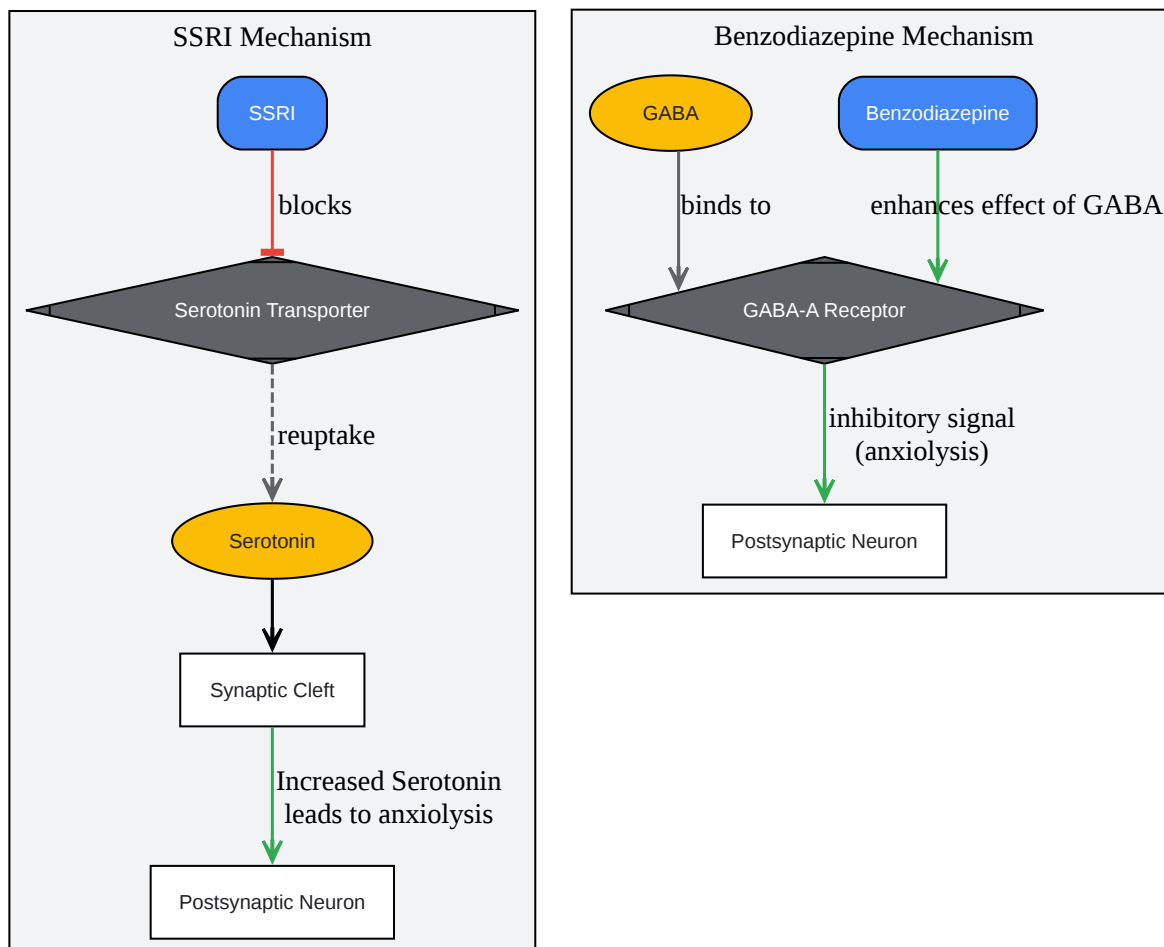 SSRI Mechanism
SSRI
blocks
Serotonin Transporter
reuptake
Serotonin
Synaptic Cleft
Increased Serotonin
leads to anxiolysis
Postsynaptic Neuron
Benzodiazepine Mechanism
GABA
Benzodiazepine
binds to
enhances effect of GABA
GABA-A Receptor
inhibitory signal
(anxiolysis)
Postsynaptic Neuron